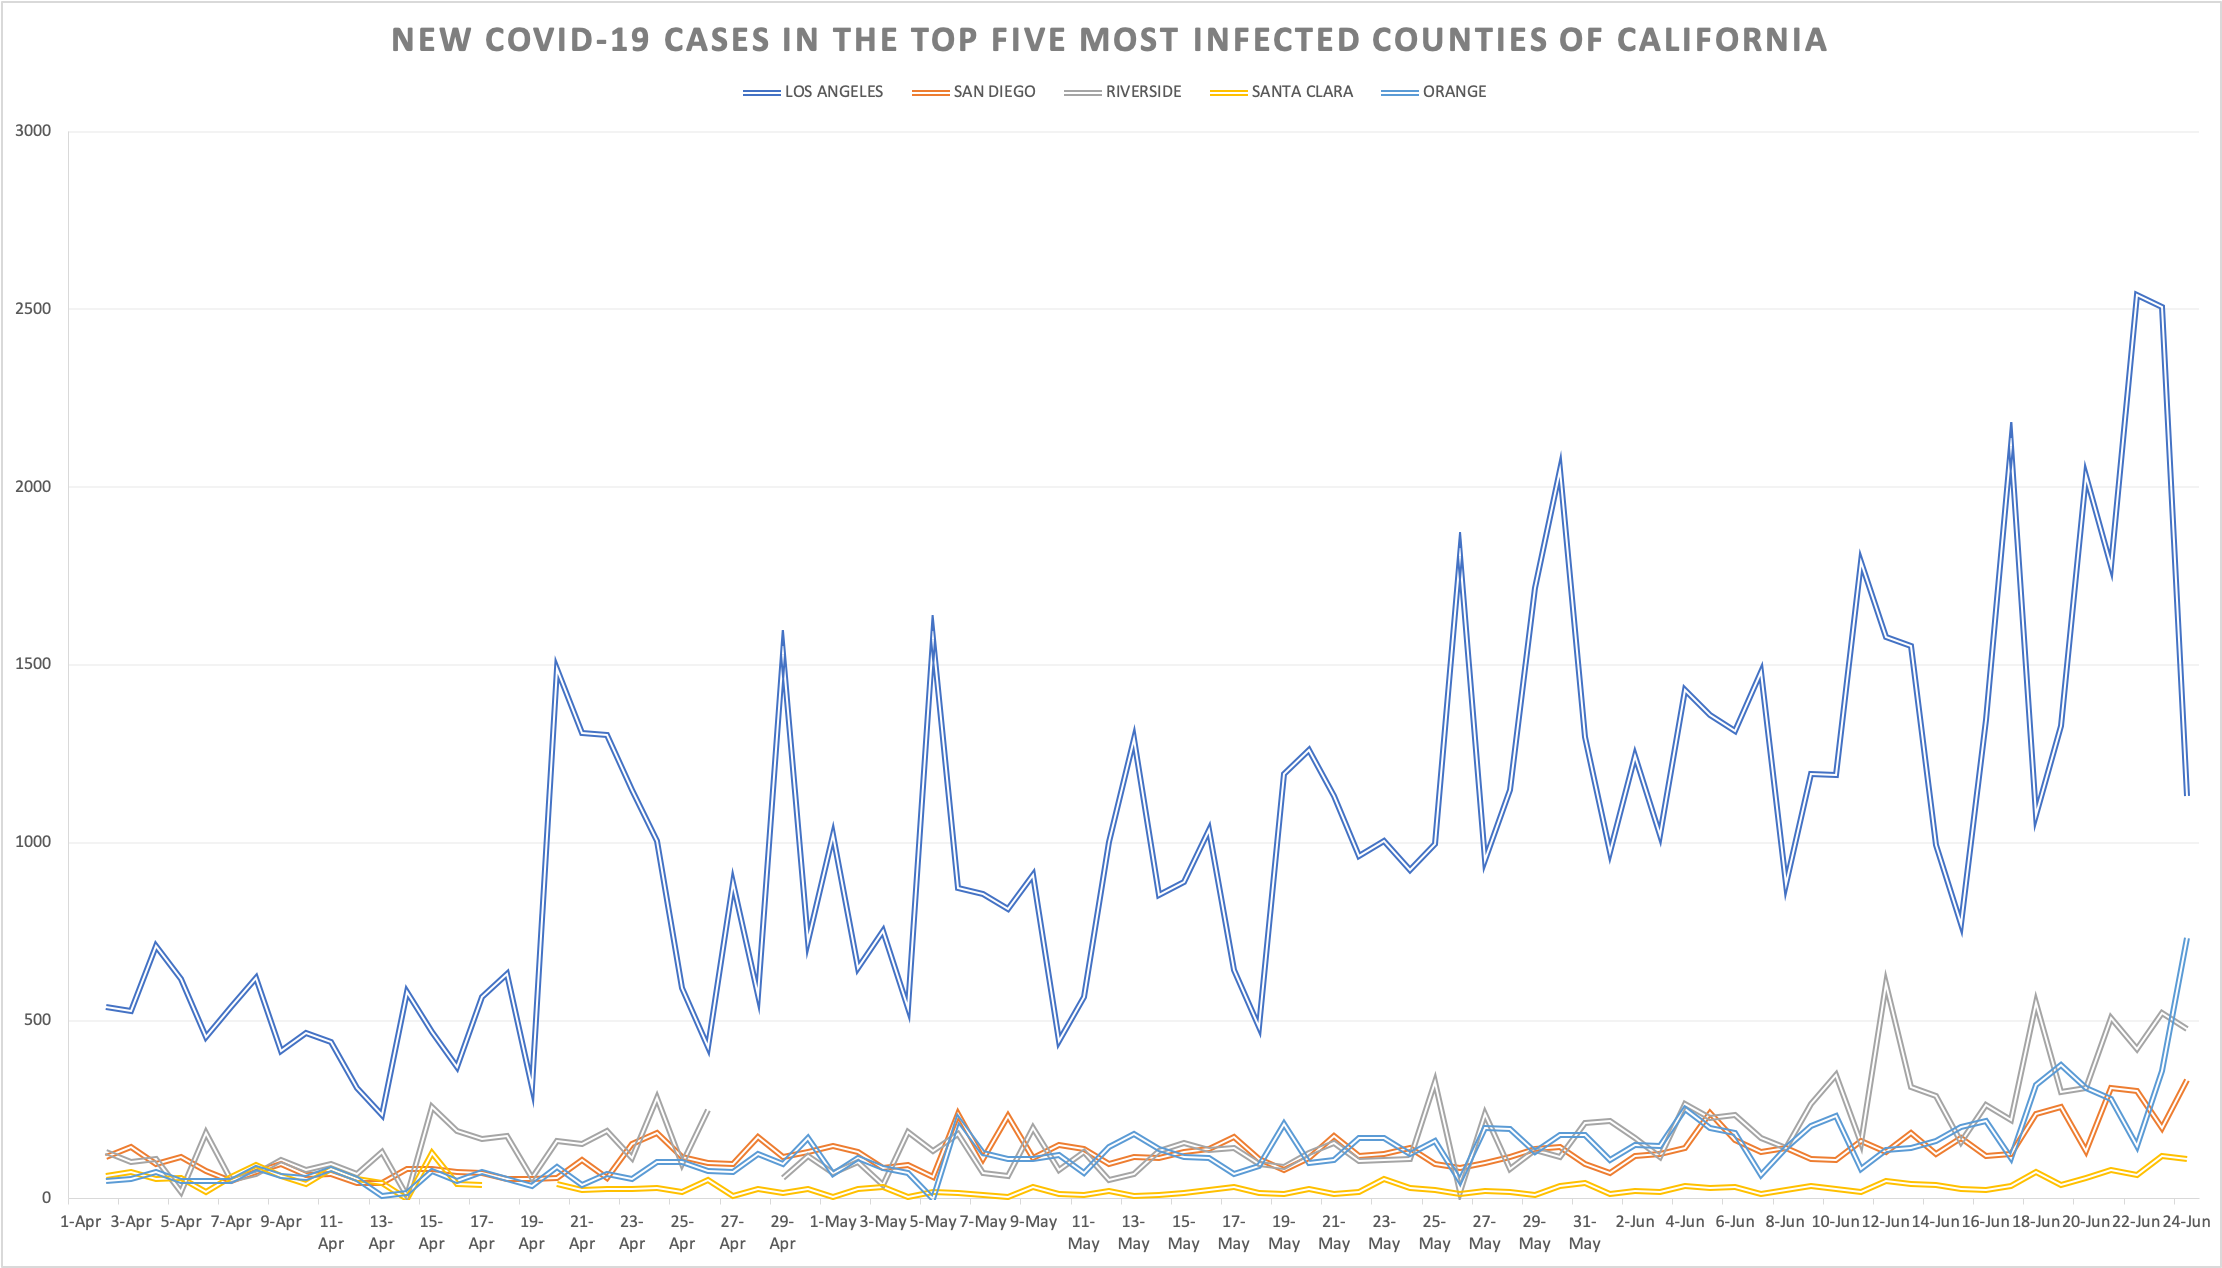 NEW COVID-19 CASES IN THE TOP FIVE MOST INFECTED COUNTIES OF CALIFORNIA
LOS ANGELES SAN DIEGO RIVERSIDE SANTA CLARA ORANGE
3000
2500
2000
1500
1000
500
0
1-Apr 3-Apr 5-Apr 7-Apr 9-Apr 11- 13- 15- 17- 19- 21- 23- 25- 27- 29- 1-May 3-May 5-May 7-May 9-May 11- 13- 15- 17- 19- 21- 23- 25- 27- 29- 31- 2-Jun 4-Jun 6-Jun 8-Jun 10-Jun 12-Jun 14-Jun 16-Jun 18-Jun 20-Jun 22-Jun 24-Jun
Apr Apr Apr Apr Apr Apr Apr Apr Apr Apr May May May May May May May May May May May